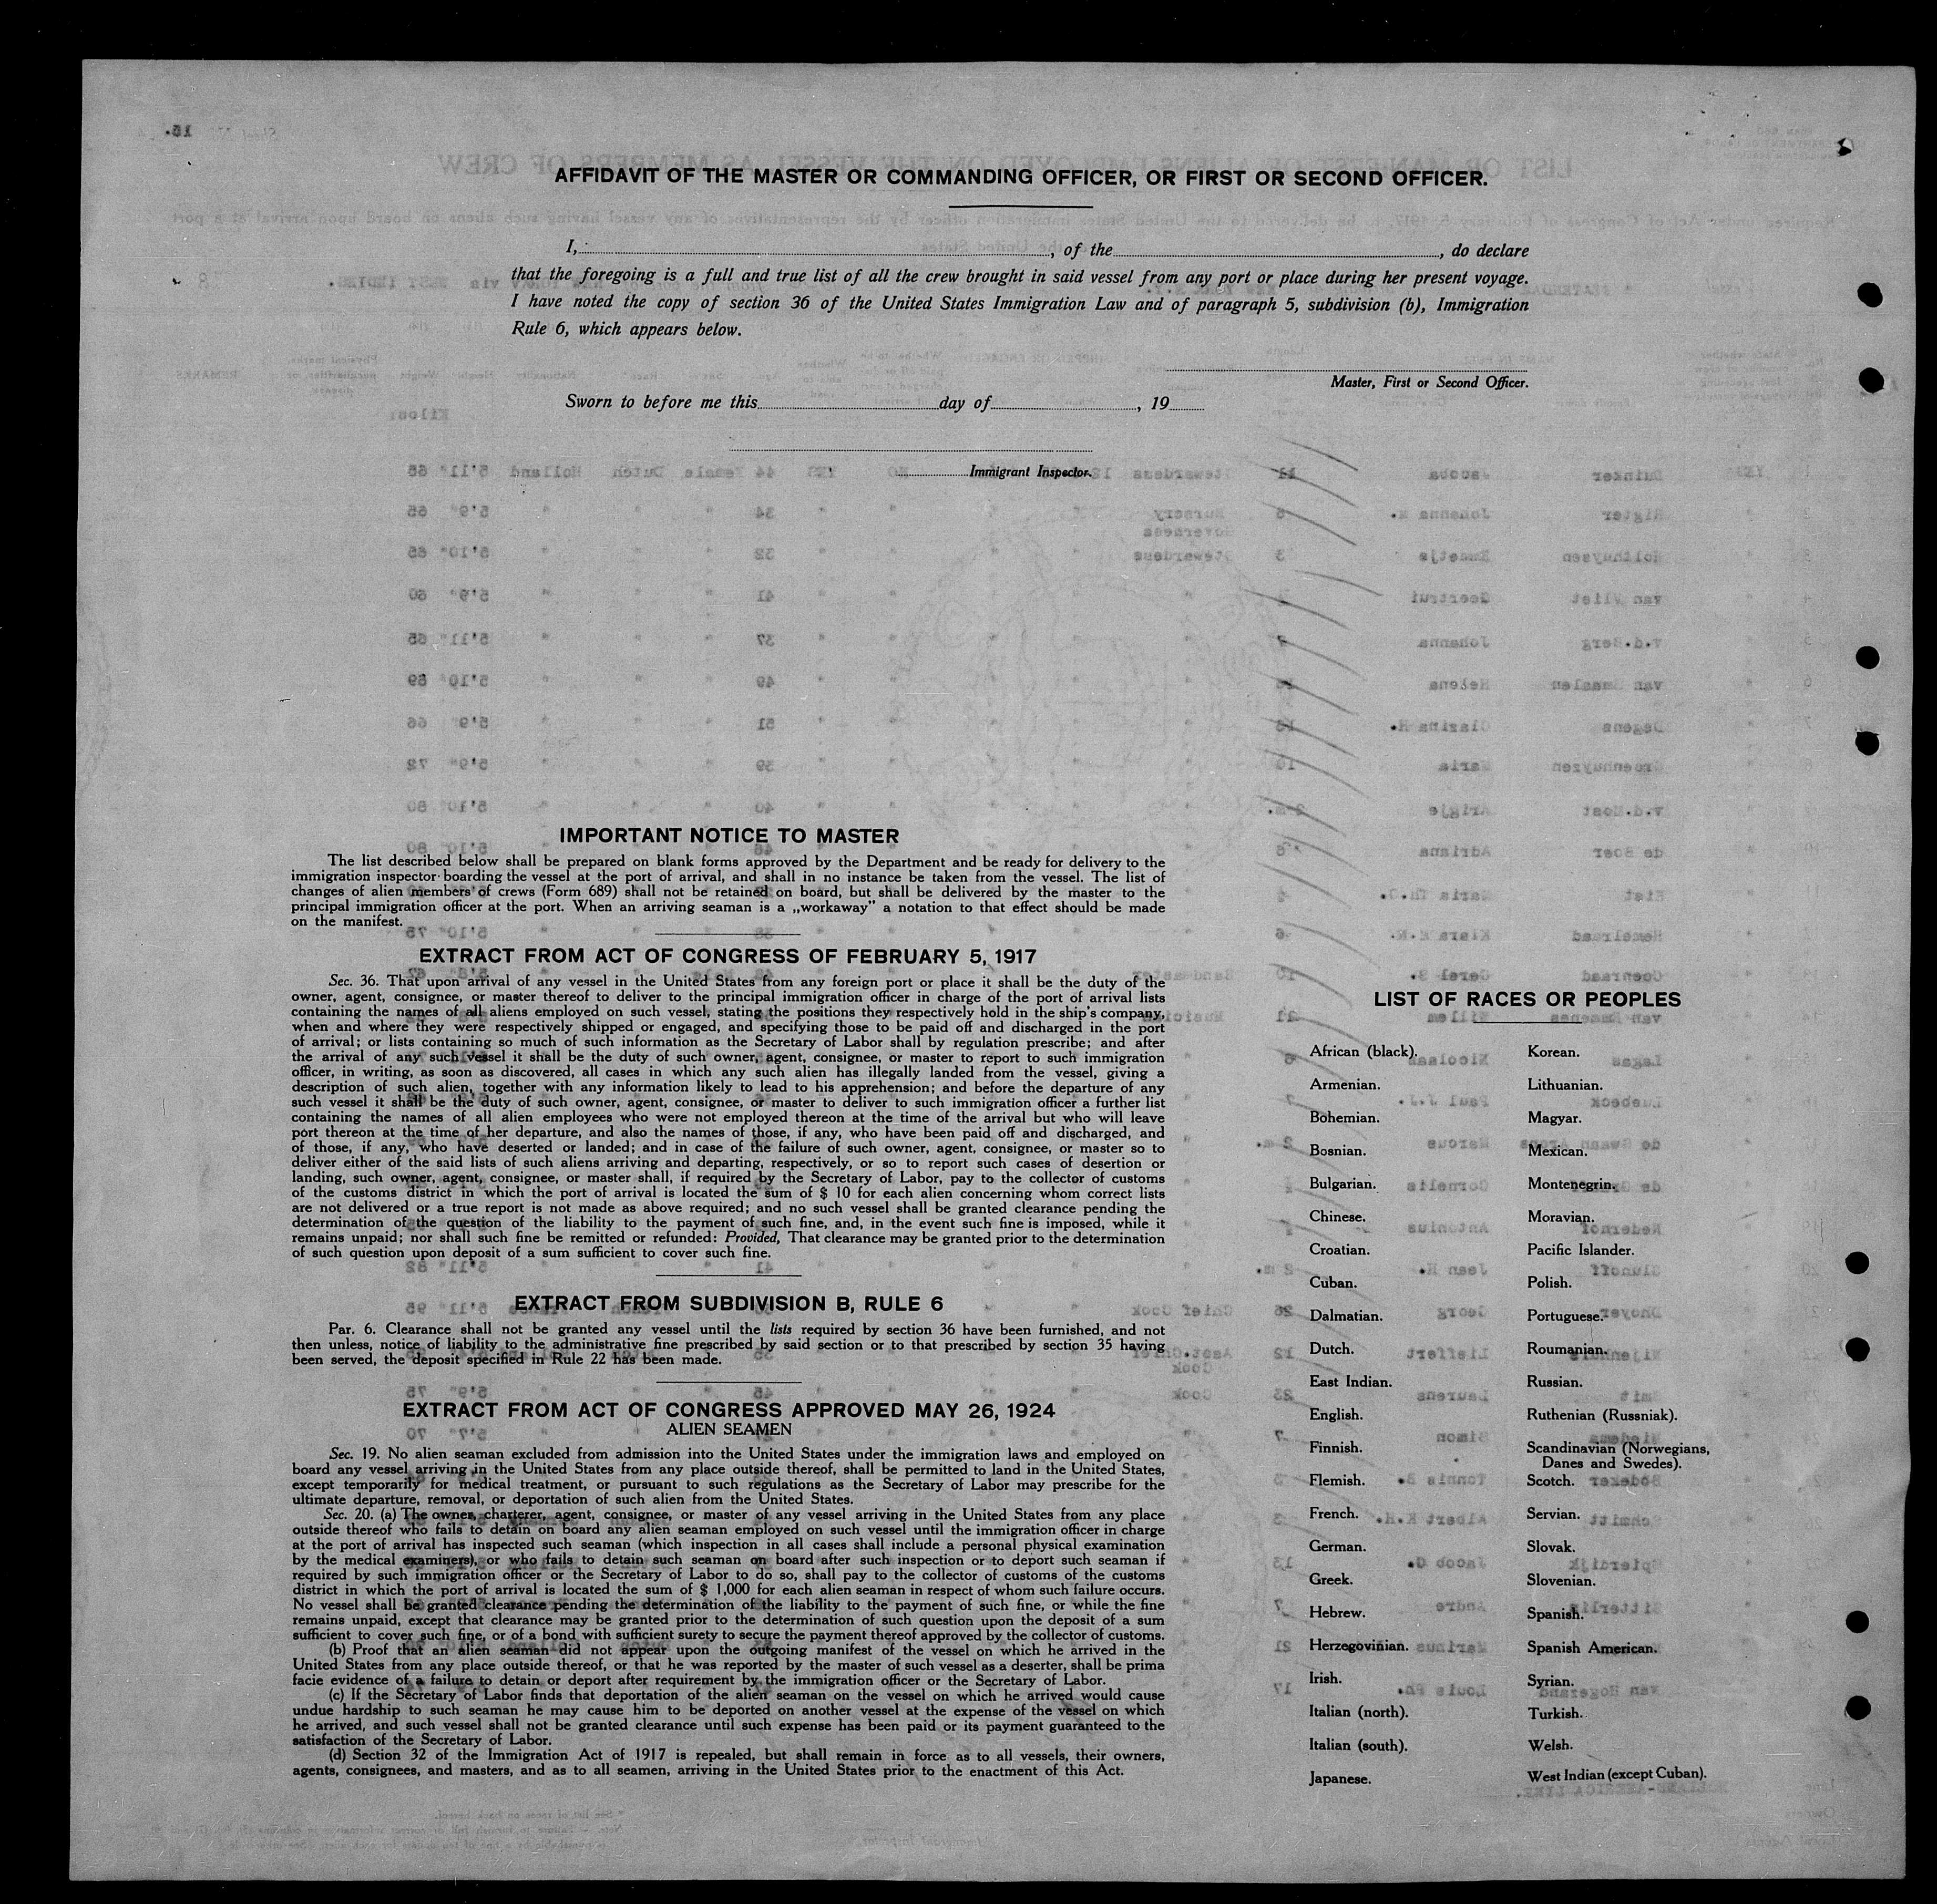 AFFIDAVIT OF THE MASTER OR COMMANDING OFFICER, OR FIRST OR SECOND OFFICER.
I, , of the , do declare
that the foregoing is a full and true list of all the crew brought in said vessel from any port or place during her present voyage.
I have noted the copy of section 36 of the United States Immigration Law and of paragraph 5, subdivision (b), Immigration
Rule 6, which appears below.
Master, First or Second Officer.
Sworn to before me this day of , 19
Immigrant Inspector.
IMPORTANT NOTICE TO MASTER
The list described below shall be prepared on blank forms approved by the Department and be ready for delivery to the
immigration inspector boarding the vessel at the port of arrival, and shall in no instance be taken from the vessel. The list of
changes of alien members of crews (Form 689) shall not be retained on board, but shall be delivered by the master to the
principal immigration officer at the port. When an arriving seaman is a „workaway” a notation to that effect should be made
on the manifest.
EXTRACT FROM ACT OF CONGRESS OF FEBRUARY 5, 1917
Sec. 36. That upon arrival of any vessel in the United States from any foreign port or place it shall be the duty of the
owner, agent, consignee, or master thereof to deliver to the principal immigration officer in charge of the port of arrival lists
containing the names of all aliens employed on such vessel, stating the positions they respectively hold in the ship's company,
when and where they were respectively shipped or engaged, and specifying those to be paid off and discharged in the port
of arrival; or lists containing so much of such information as the Secretary of Labor shall by regulation prescribe; and after
the arrival of any such vessel it shall be the duty of such owner, agent, consignee, or master to report to such immigration
officer, in writing, as soon as discovered, all cases in which any such alien has illegally landed from the vessel, giving a
description of such alien, together with any information likely to lead to his apprehension; and before the departure of any
such vessel it shall be the duty of such owner, agent, consignee, or master to deliver to such immigration officer a further list
containing the names of all alien employees who were not employed thereon at the time of the arrival but who will leave
port thereon at the time of her departure, and also the names of those, if any, who have been paid off and discharged, and
of those, if any, who have deserted or landed; and in case of the failure of such owner, agent, consignee, or master so to
deliver either of the said lists of such aliens arriving and departing, respectively, or so to report such cases of desertion or
landing, such owner, agent, consignee, or master shall, if required by the Secretary of Labor, pay to the collector of customs
of the customs district in which the port of arrival is located the sum of $ 10 for each alien concerning whom correct lists
are not delivered or a true report is not made as above required; and no such vessel shall be granted clearance pending the
determination of the question of the liability to the payment of such fine, and, in the event such fine is imposed, while it
remains unpaid; nor shall such fine be remitted or refunded: Provided, That clearance may be granted prior to the determination
of such question upon deposit of a sum sufficient to cover such fine.
EXTRACT FROM SUBDIVISION B, RULE 6
Par. 6. Clearance shall not be granted any vessel until the lists required by section 36 have been furnished, and not
then unless, notice of liability to the administrative fine prescribed by said section or to that prescribed by section 35 having
been served, the deposit specified in Rule 22 has been made.
EXTRACT FROM ACT OF CONGRESS APPROVED MAY 26, 1924
ALIEN SEAMEN
Sec. 19. No alien seaman excluded from admission into the United States under the immigration laws and employed on
board any vessel arriving in the United States from any place outside thereof, shall be permitted to land in the United States,
except temporarily for medical treatment, or pursuant to such regulations as the Secretary of Labor may prescribe for the
ultimate departure, removal, or deportation of such alien from the United States.
Sec. 20. (a) The owner, charterer, agent, consignee, or master of any vessel arriving in the United States from any place
outside thereof who fails to detain on board any alien seaman employed on such vessel until the immigration officer in charge
at the port of arrival has inspected such seaman (which inspection in all cases shall include a personal physical examination
by the medical examiners), or who fails to detain such seaman on board after such inspection or to deport such seaman if
required by such immigration officer or the Secretary of Labor to do so, shall pay to the collector of customs of the customs
district in which the port of arrival is located the sum of $ 1,000 for each alien seaman in respect of whom such failure occurs.
No vessel shall be granted clearance pending the determination of the liability to the payment of such fine, or while the fine
remains unpaid, except that clearance may be granted prior to the determination of such question upon the deposit of a sum
sufficient to cover such fine, or of a bond with sufficient surety to secure the payment thereof approved by the collector of customs.
(b) Proof that an alien seaman did not appear upon the outgoing manifest of the vessel on which he arrived in the
United States from any place outside thereof, or that he was reported by the master of such vessel as a deserter, shall be prima
facie evidence of a failure to detain or deport after requirement by the immigration officer or the Secretary of Labor.
(c) If the Secretary of Labor finds that deportation of the alien seaman on the vessel on which he arrived would cause
undue hardship to such seaman he may cause him to be deported on another vessel at the expense of the vessel on which
he arrived, and such vessel shall not be granted clearance until such expense has been paid or its payment guaranteed to the
satisfaction of the Secretary of Labor.
(d) Section 32 of the Immigration Act of 1917 is repealed, but shall remain in force as to all vessels, their owners,
agents, consignees, and masters, and as to all seamen, arriving in the United States prior to the enactment of this Act.
LIST OF RACES OR PEOPLES
African (black).
Armenian.
Bohemian.
Bosnian.
Bulgarian.
Chinese.
Croatian.
Cuban.
Dalmatian.
Dutch.
East Indian.
English.
Finnish.
Flemish.
French.
German.
Greek.
Hebrew.
Herzegovinian.
Irish.
Italian (north).
Italian (south).
Japanese.
Korean.
Lithuanian.
Magyar.
Mexican.
Montenegrin.
Moravian.
Pacific Islander.
Polish.
Portuguese.
Roumanian.
Russian.
Ruthenian (Russniak).
Scandinavian (Norwegians,
Danes and Swedes).
Scotch.
Servian.
Slovak.
Slovenian.
Spanish.
Spanish American.
Syrian.
Turkish.
Welsh.
West Indian (except Cuban).